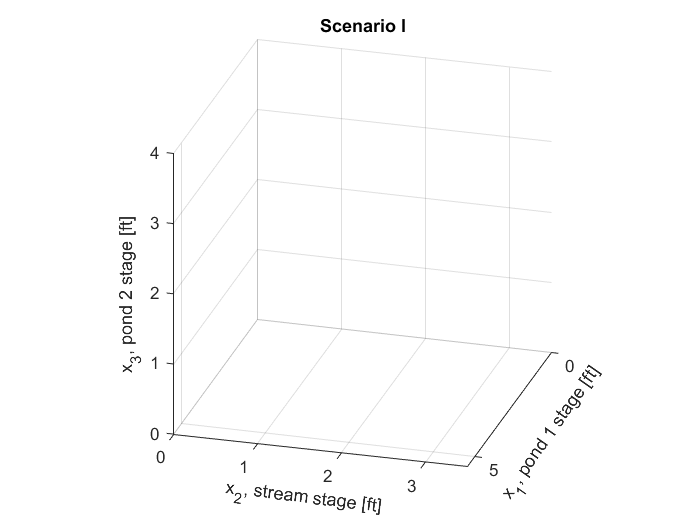 Scenario I
4
3
2
1
0
x3, pond 2 stage [ft]
0
1
2
3
x2, stream stage [ft]
0
5
x1, pond 1 stage [ft]